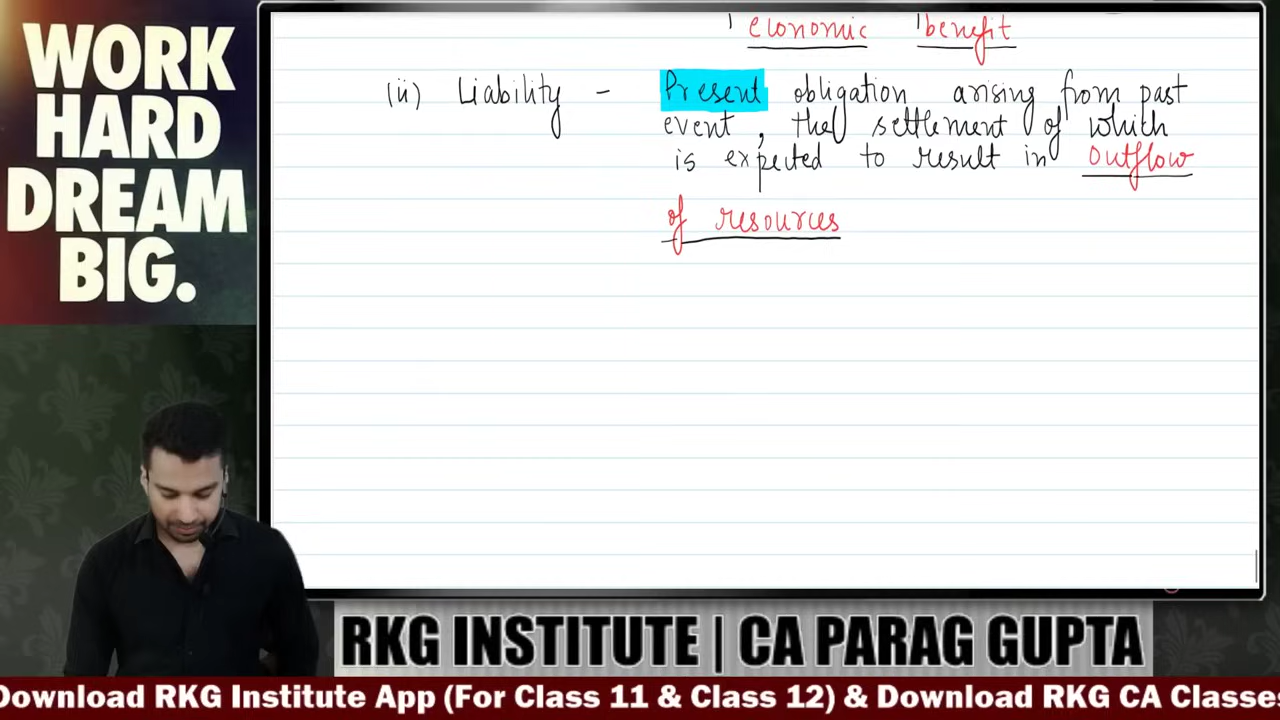 WORK
HARD
DREAM
BIG.
economic benefit
(ii) Liability - Present obligation arising from past
event, the settlement of which
is expected to result in Outflow
of resources
RKG INSTITUTE | CA PARAG GUPTA
Download RKG Institute App (For Class 11 & Class 12) & Download RKG CA Classes